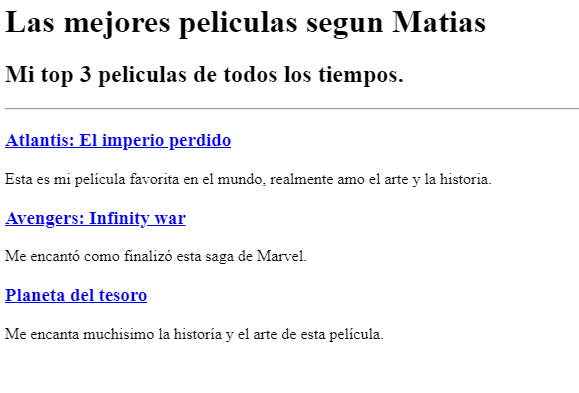 Las mejores peliculas segun Matias
Mi top 3 peliculas de todos los tiempos.
Atlantis: El imperio perdido
Esta es mi película favorita en el mundo, realmente amo el arte y la historia.
Avengers: Infinity war
Me encantó como finalizó esta saga de Marvel.
Planeta del tesoro
Me encanta muchisimo la historía y el arte de esta película.